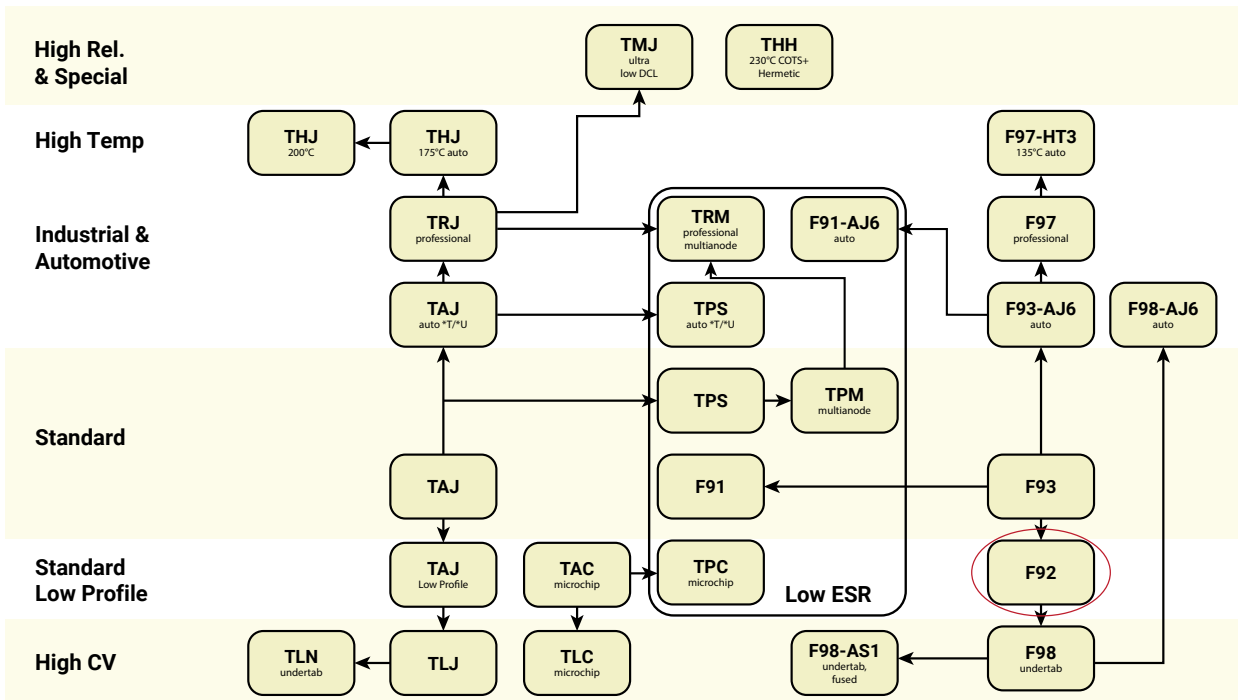 High Rel.
& Special
TMJ
ultra
low DCL
THH
230°C COTS+
Hermetic
High Temp
THJ
200°C
THJ
175°C auto
F97-HT3
135°C auto
Industrial &
Automotive
TRJ
professional
TRM
professional
multianode
F91-AJ6
auto
F97
professional
TAJ
auto *T/*U
TPS
auto *T/*U
F93-AJ6
auto
F98-AJ6
auto
Standard
TPS
TPM
multianode
TAJ
F91
F93
Standard
Low Profile
TAJ
Low Profile
TAC
microchip
TPC
microchip
Low ESR
F92
High CV
TLN
undertab
TLJ
TLC
microchip
F98-AS1
undertab,
fused
F98
undertab